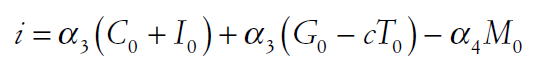 i = α₃(C₀ + I₀) + α₃(G₀ − cT₀) − α₄M₀